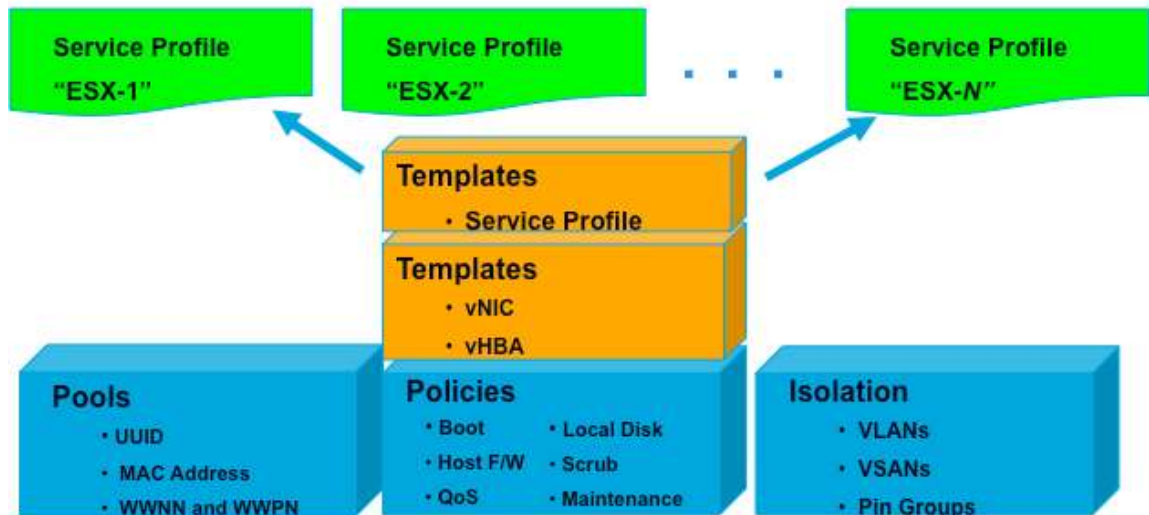 Service Profile
“ESX-1”
Service Profile
“ESX-2”
. . .
Service Profile
“ESX-N”
Templates
• Service Profile
Templates
• vNIC
• vHBA
Pools
• UUID
• MAC Address
• WWNN and WWPN
Policies
• Boot
• Host F/W
• QoS
• Local Disk
• Scrub
• Maintenance
Isolation
• VLANs
• VSANs
• Pin Groups